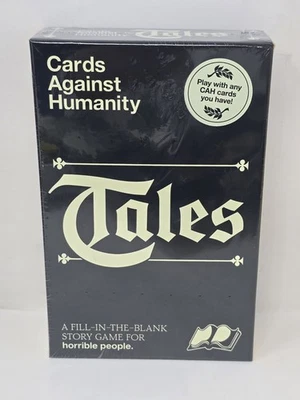 Cards
Against
Humanity
Play with any
CAH cards
you have!
Tales
A FILL-IN-THE-BLANK
STORY GAME FOR
horrible people.